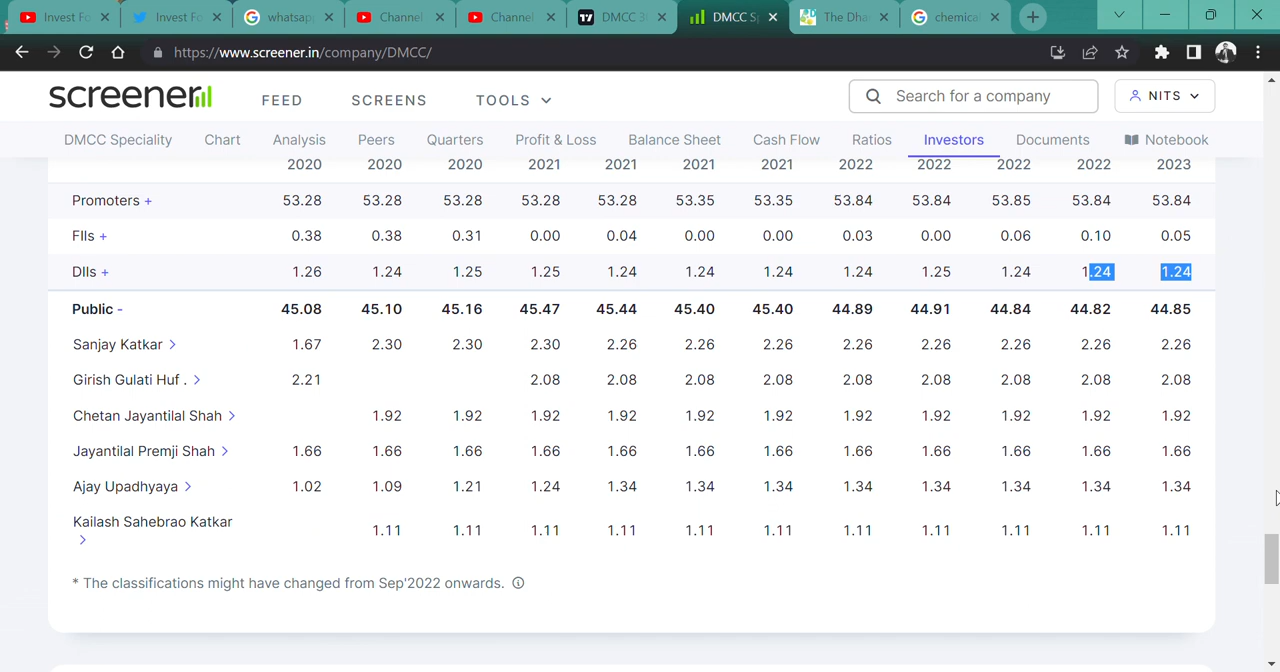 Invest Fo
Invest Fo
whatsap
Channel
Channel
DMCC 3
DMCC S
The Dha
chemica
https://www.screener.in/company/DMCC/
screener
FEED SCREENS TOOLS
Search for a company
NITS
DMCC Speciality Chart Analysis Peers Quarters Profit & Loss Balance Sheet Cash Flow Ratios Investors Documents Notebook
2020 2020 2020 2021 2021 2021 2021 2022 2022 2022 2022 2023
Promoters + 53.28 53.28 53.28 53.28 53.28 53.35 53.35 53.84 53.84 53.85 53.84 53.84
FIIs + 0.38 0.38 0.31 0.00 0.04 0.00 0.00 0.03 0.00 0.06 0.10 0.05
DIIs + 1.26 1.24 1.25 1.25 1.24 1.24 1.24 1.24 1.25 1.24 1.24 1.24
Public - 45.08 45.10 45.16 45.47 45.44 45.40 45.40 44.89 44.91 44.84 44.82 44.85
Sanjay Katkar > 1.67 2.30 2.30 2.30 2.26 2.26 2.26 2.26 2.26 2.26 2.26 2.26
Girish Gulati Huf . > 2.21 2.08 2.08 2.08 2.08 2.08 2.08 2.08 2.08 2.08
Chetan Jayantilal Shah > 1.92 1.92 1.92 1.92 1.92 1.92 1.92 1.92 1.92 1.92 1.92
Jayantilal Premji Shah > 1.66 1.66 1.66 1.66 1.66 1.66 1.66 1.66 1.66 1.66 1.66 1.66
Ajay Upadhyaya > 1.02 1.09 1.21 1.24 1.34 1.34 1.34 1.34 1.34 1.34 1.34 1.34
Kailash Sahebrao Katkar > 1.11 1.11 1.11 1.11 1.11 1.11 1.11 1.11 1.11 1.11 1.11
* The classifications might have changed from Sep'2022 onwards.